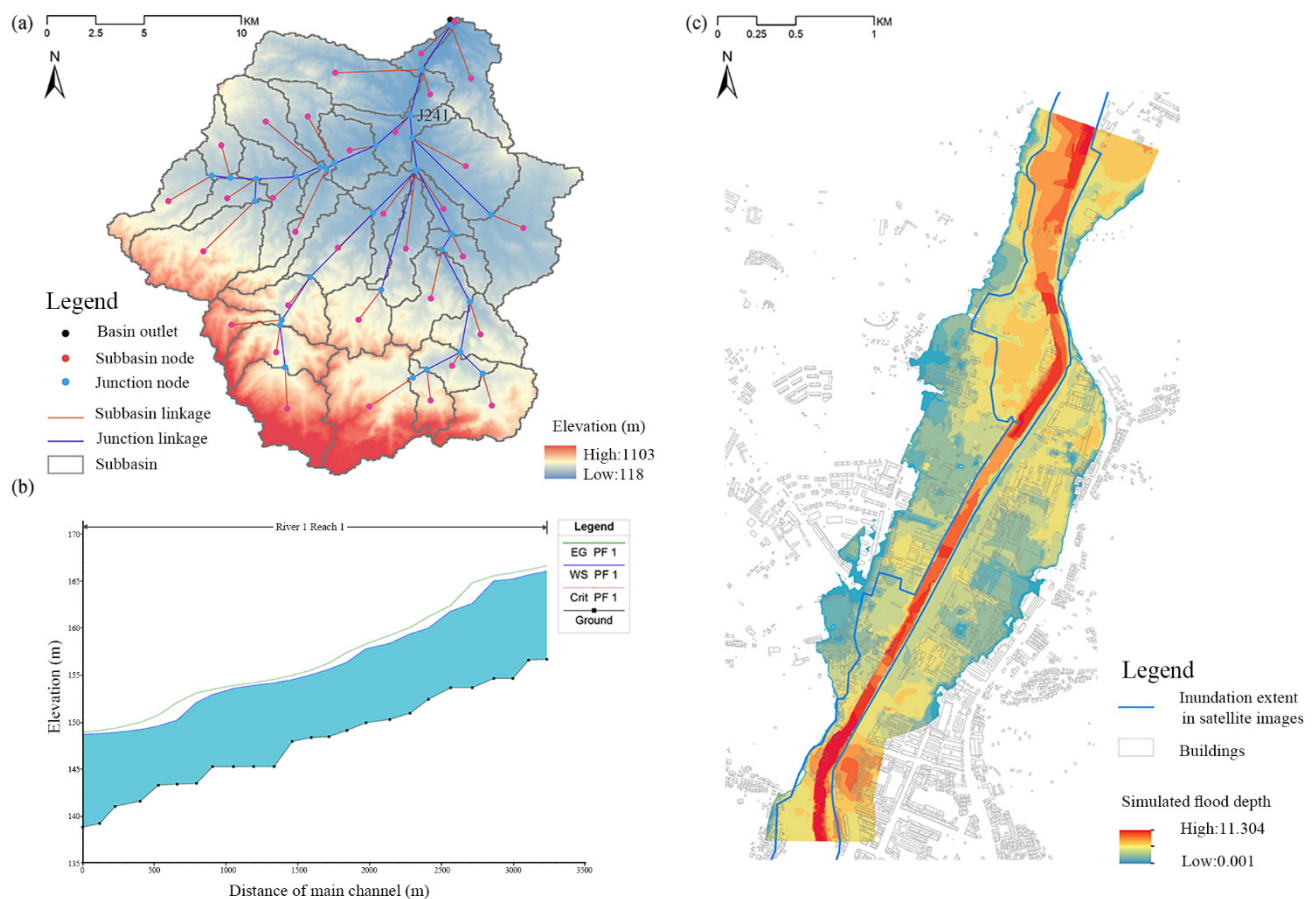 (a)
0 2.5 5 10
KM
N
J241
Legend
Basin outlet
Subbasin node
Junction node
Subbasin linkage
Junction linkage
Subbasin
Elevation (m)
High:1103
Low:118
(b)
River 1 Reach 1
170
165
160
155
150
145
140
135
Elevation (m)
0 500 1000 1500 2000 2500 3000 3500
Distance of main channel (m)
Legend
EG PF 1
WS PF 1
Crit PF 1
Ground
(c)
0 0.25 0.5 1
KM
N
Legend
Inundation extent
in satellite images
Buildings
Simulated flood depth
High:11.304
Low:0.001